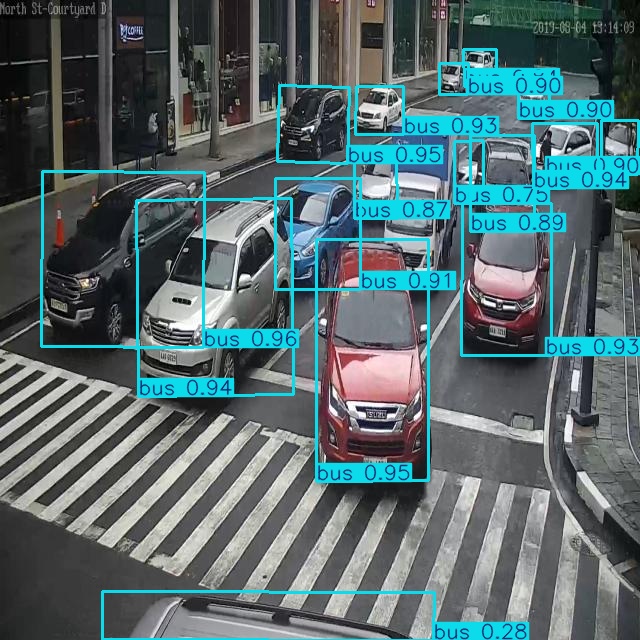 North St-Courtyard D
2019-08-04 13:14:09
COFFEE
bus 0.90
bus 0.90
bus 0.93
bus 0.95
bus 0.90
bus 0.94
bus 0.75
bus 0.87
bus 0.89
bus 0.91
bus 0.96
bus 0.93
bus 0.94
ISUZU
bus 0.95
bus 0.28